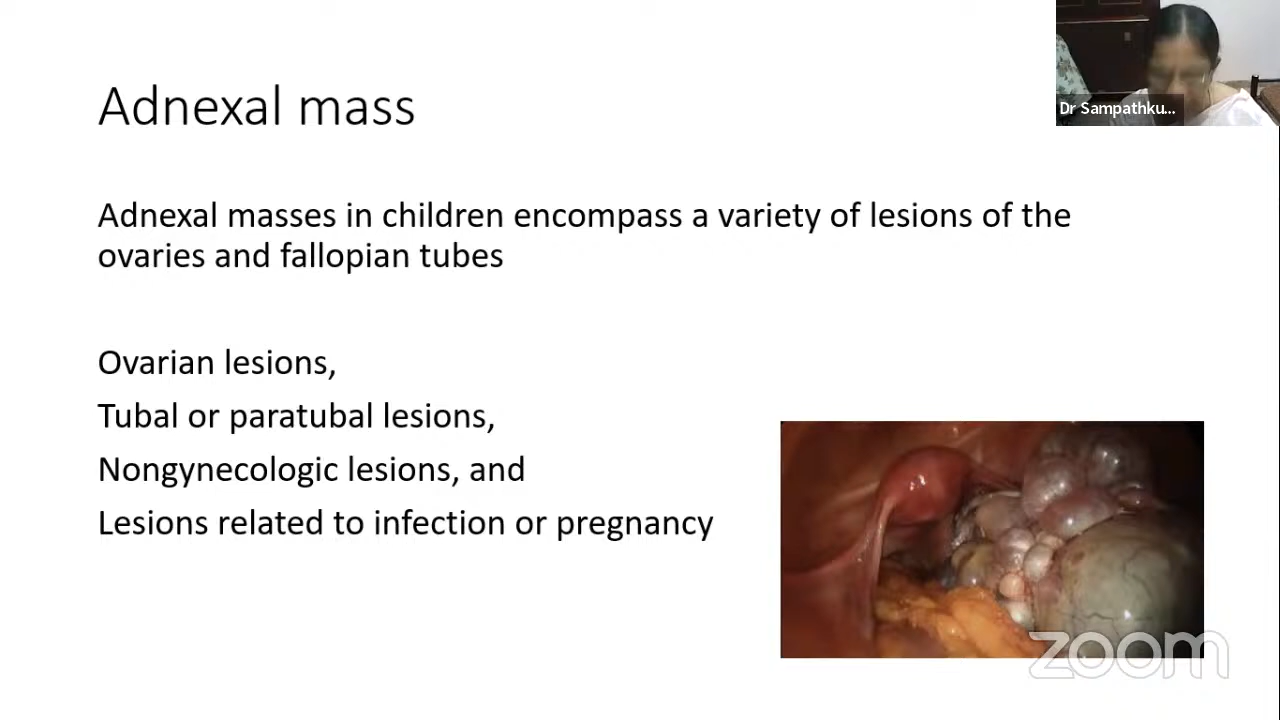 Adnexal mass
Dr Sampathku...
Adnexal masses in children encompass a variety of lesions of the
ovaries and fallopian tubes
Ovarian lesions,
Tubal or paratubal lesions,
Nongynecologic lesions, and
Lesions related to infection or pregnancy
zoom